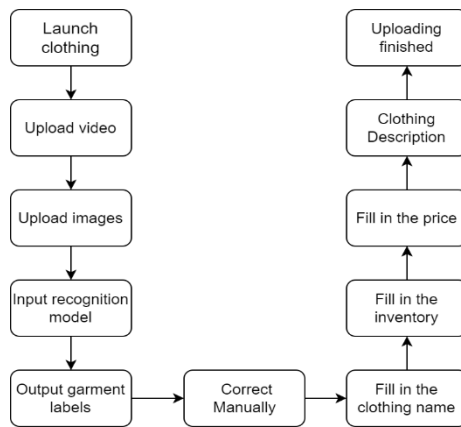 Launch
clothing
Upload video
Upload images
Input recognition
model
Output garment
labels
Correct
Manually
Fill in the
clothing name
Fill in the
inventory
Fill in the price
Clothing
Description
Uploading
finished